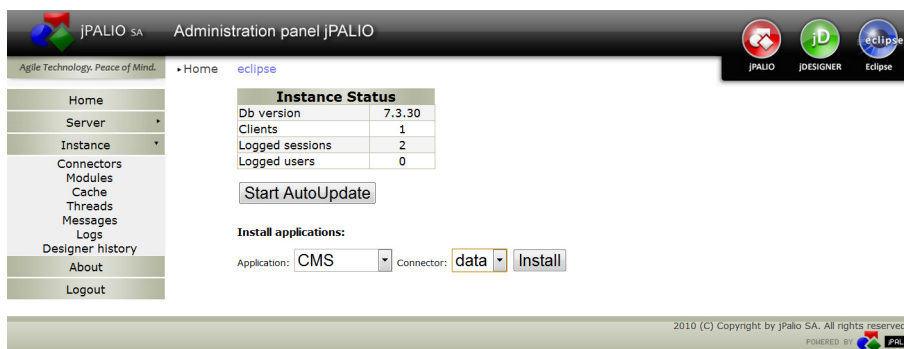 jPALIO SA Administration panel jPALIO
jPALIO jD jDESIGNER eclipse Eclipse
Agile Technology. Peace of Mind. Home eclipse
Home
Server
Instance
Connectors
Modules
Cache
Threads
Messages
Logs
Designer history
About
Logout
Instance Status
Db version 7.3.30
Clients 1
Logged sessions 2
Logged users 0
Start AutoUpdate
Install applications:
Application: CMS Connector: data Install
2010 (C) Copyright by jPalio SA. All rights reserved
POWERED BY jPAL